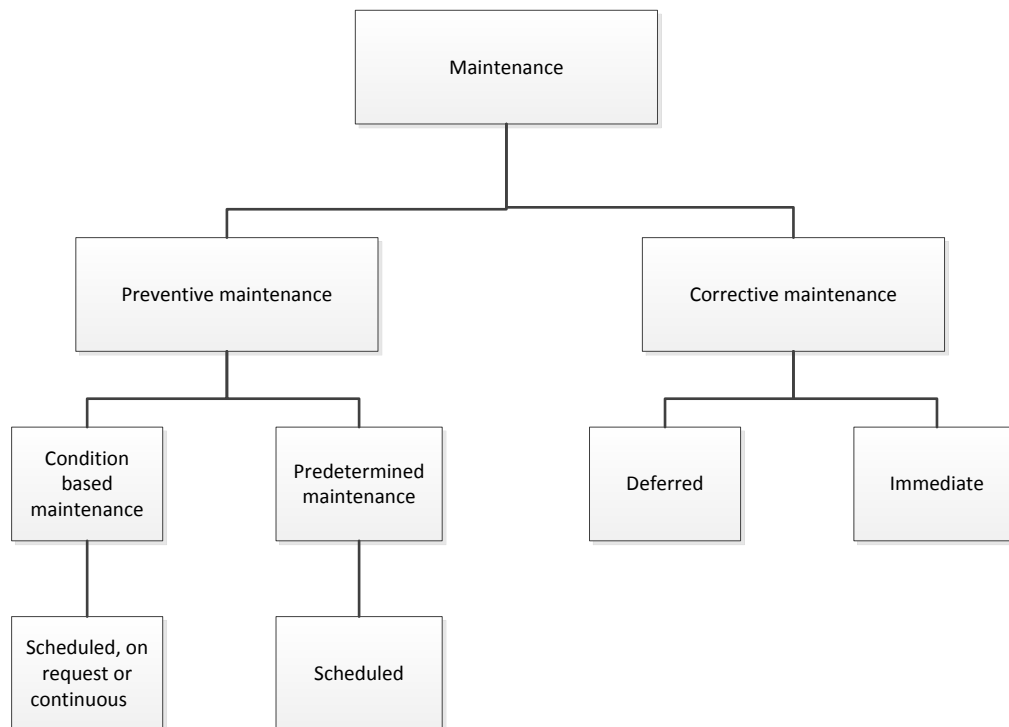 Maintenance
Preventive maintenance
Corrective maintenance
Condition
based
maintenance
Predetermined
maintenance
Deferred
Immediate
Scheduled, on
request or
continuous
Scheduled